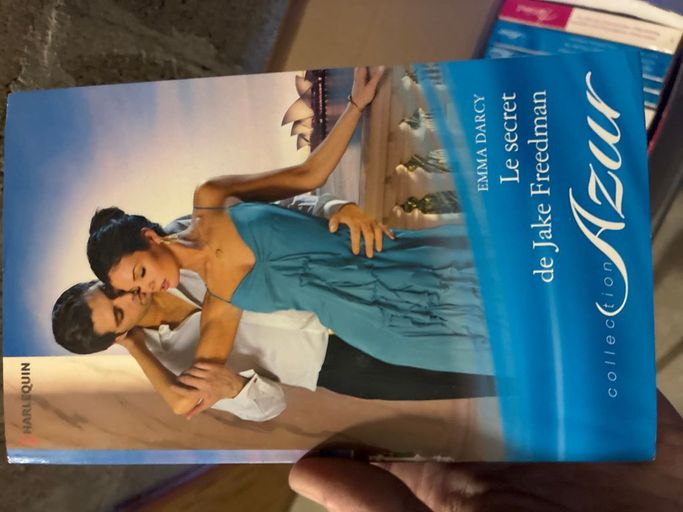 HARLEQUIN
EMMA DARCY
Le secret
de Jake Freedman
collection Azur